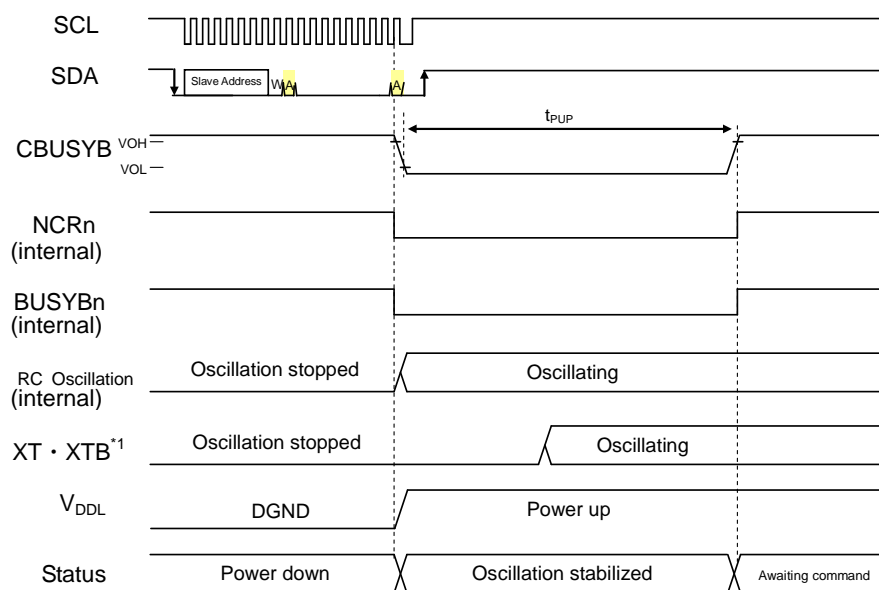 SCL
SDA
Slave Address
W
A
A
CBUSYB
VOH
VOL
tPUP
NCRn
(internal)
BUSYBn
(internal)
RC Oscillation
(internal)
Oscillation stopped
Oscillating
XT・XTB*1
Oscillation stopped
Oscillating
VDDL
DGND
Power up
Status
Power down
Oscillation stabilized
Awaiting command